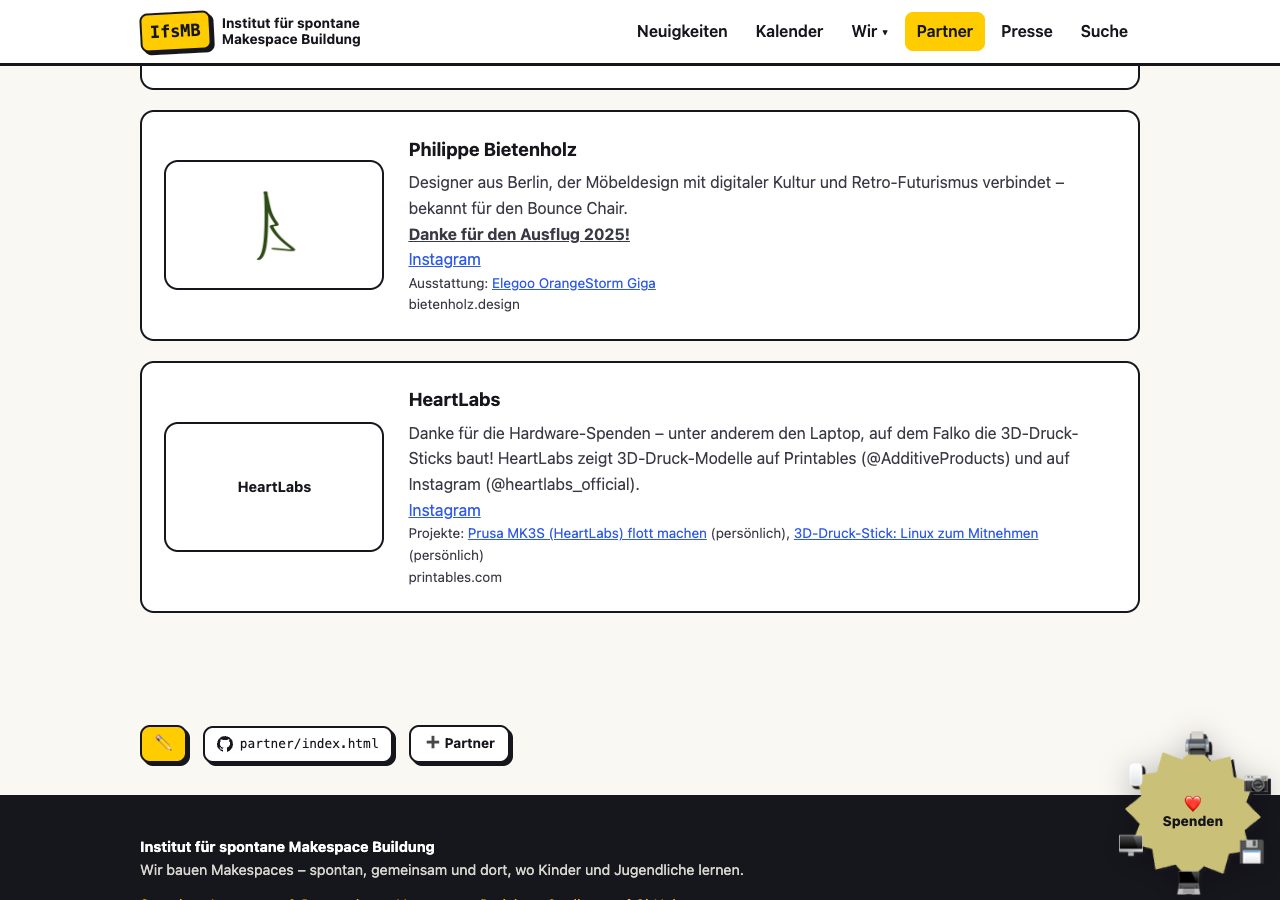 IfsMB
Institut für spontane
Makespace Buildung
Neuigkeiten
Kalender
Wir ▾
Partner
Presse
Suche
Philippe Bietenholz
Designer aus Berlin, der Möbeldesign mit digitaler Kultur und Retro-Futurismus verbindet –
bekannt für den Bounce Chair.
Danke für den Ausflug 2025!
Instagram
Ausstattung: Elegoo OrangeStorm Giga
bietenholz.design
HeartLabs
HeartLabs
Danke für die Hardware-Spenden – unter anderem den Laptop, auf dem Falko die 3D-Druck-
Sticks baut! HeartLabs zeigt 3D-Druck-Modelle auf Printables (@AdditiveProducts) und auf
Instagram (@heartlabs_official).
Instagram
Projekte: Prusa MK3S (HeartLabs) flott machen (persönlich), 3D-Druck-Stick: Linux zum Mitnehmen
(persönlich)
printables.com
partner/index.html
➕ Partner
❤️
Spenden
Institut für spontane Makespace Buildung
Wir bauen Makespaces – spontan, gemeinsam und dort, wo Kinder und Jugendliche lernen.